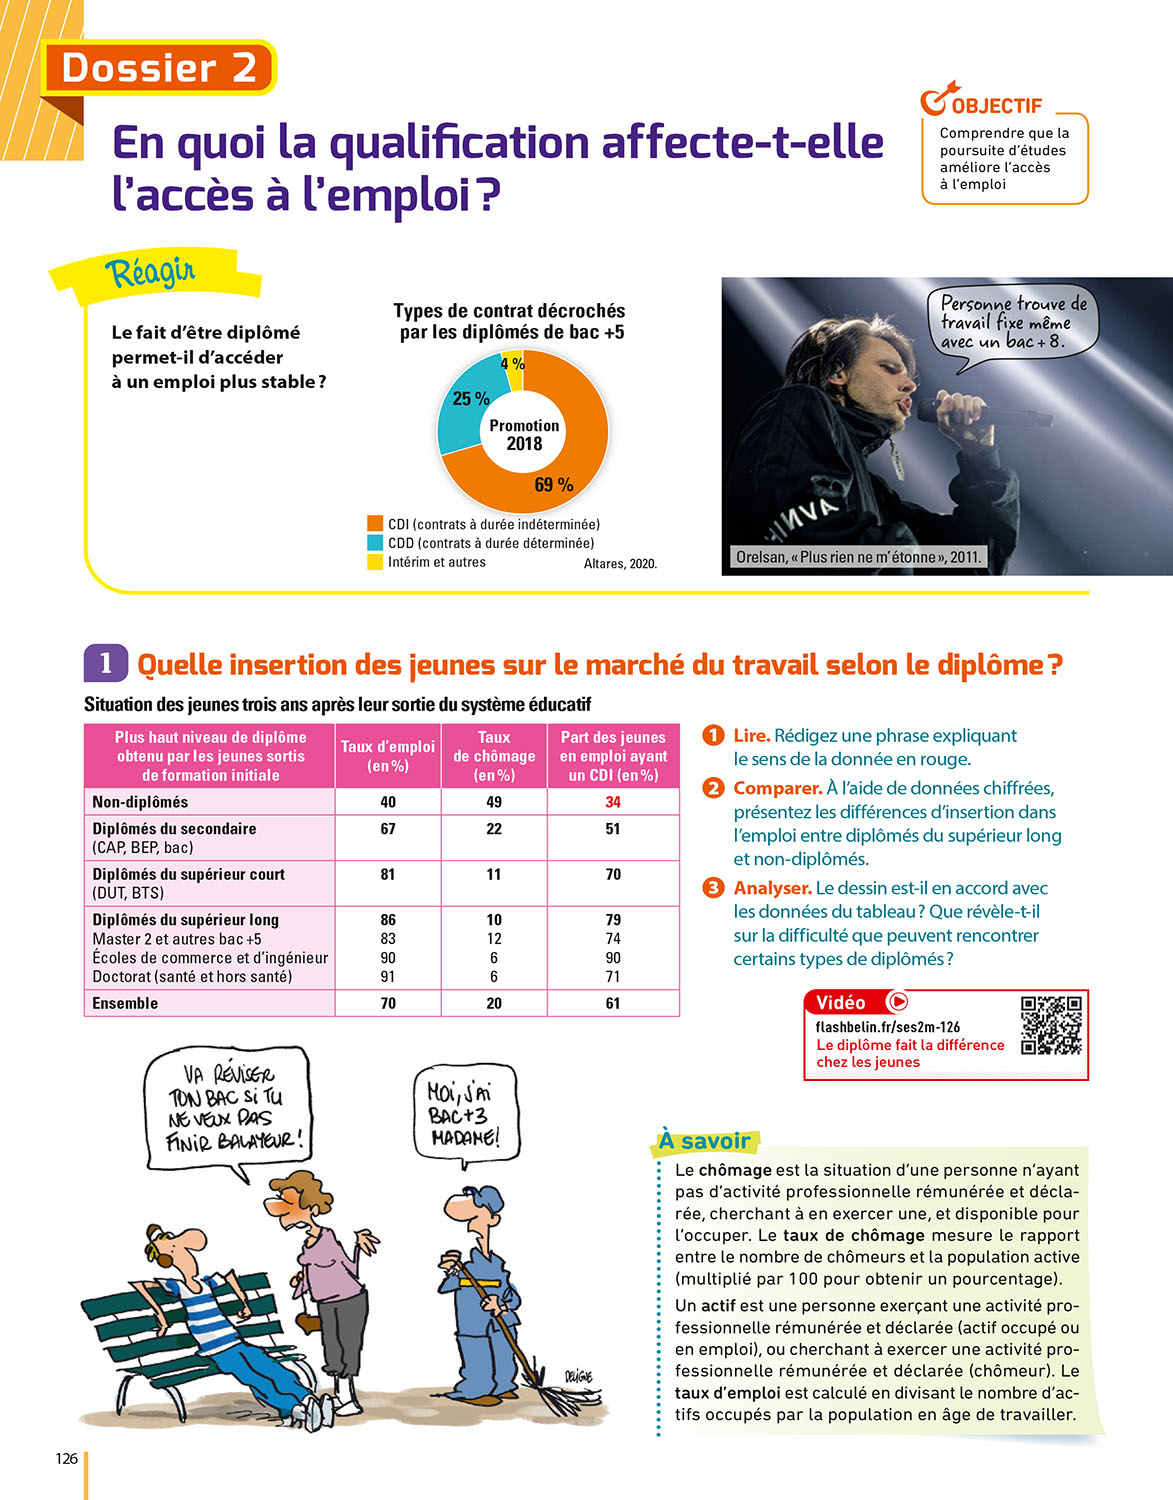 Dossier 2
En quoi la qualification affecte-t-elle
l'accès à l'emploi ?
OBJECTIF
Comprendre que la
poursuite d'études
améliore l'accès
à l'emploi
Réagir
Le fait d'être diplômé
permet-il d'accéder
à un emploi plus stable ?
Types de contrat décrochés
par les diplômés de bac +5
4 %
25 %
Promotion
2018
69 %
CDI (contrats à durée indéterminée)
CDD (contrats à durée déterminée)
Intérim et autres
Altares, 2020.
Personne trouve de
travail fixe même
avec un bac + 8.
INVA
Orelsan, « Plus rien ne m'étonne », 2011.
1 Quelle insertion des jeunes sur le marché du travail selon le diplôme ?
Situation des jeunes trois ans après leur sortie du système éducatif
Plus haut niveau de diplôme
obtenu par les jeunes sortis
de formation initiale
Taux d'emploi
(en %)
Taux
de chômage
(en %)
Part des jeunes
en emploi ayant
un CDI (en %)
Non-diplômés 40 49 34
Diplômés du secondaire 67 22 51
(CAP, BEP, bac)
Diplômés du supérieur court 81 11 70
(DUT, BTS)
Diplômés du supérieur long 86 10 79
Master 2 et autres bac +5 83 12 74
Écoles de commerce et d'ingénieur 90 6 90
Doctorat (santé et hors santé) 91 6 71
Ensemble 70 20 61
1 Lire. Rédigez une phrase expliquant
le sens de la donnée en rouge.
2 Comparer. À l'aide de données chiffrées,
présentez les différences d'insertion dans
l'emploi entre diplômés du supérieur long
et non-diplômés.
3 Analyser. Le dessin est-il en accord avec
les données du tableau ? Que révèle-t-il
sur la difficulté que peuvent rencontrer
certains types de diplômés ?
Vidéo
flashbelin.fr/ses2m-126
Le diplôme fait la différence
chez les jeunes
VA RÉVISER
TON BAC SI TU
NE VEUX PAS
FINIR BALAYEUR !
MOI, J'AI
BAC+3
MADAME !
DELIGNE
À savoir
Le chômage est la situation d'une personne n'ayant
pas d'activité professionnelle rémunérée et décla-
rée, cherchant à en exercer une, et disponible pour
l'occuper. Le taux de chômage mesure le rapport
entre le nombre de chômeurs et la population active
(multiplié par 100 pour obtenir un pourcentage).
Un actif est une personne exerçant une activité pro-
fessionnelle rémunérée et déclarée (actif occupé ou
en emploi), ou cherchant à exercer une activité pro-
fessionnelle rémunérée et déclarée (chômeur). Le
taux d'emploi est calculé en divisant le nombre d'ac-
tifs occupés par la population en âge de travailler.
126